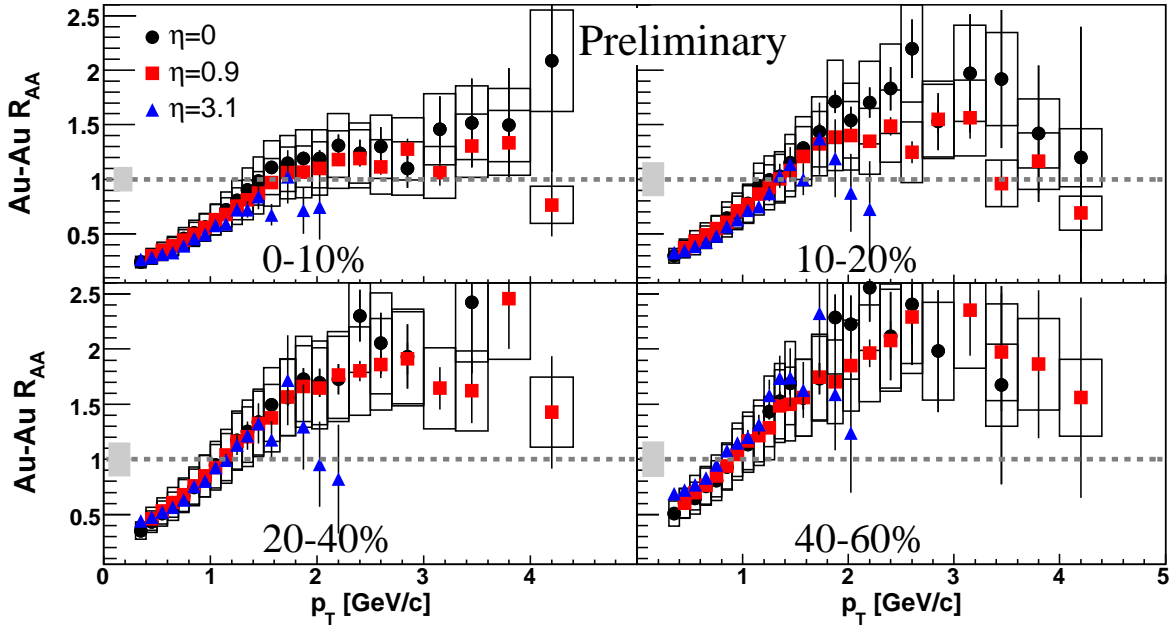 Preliminary
η=0
η=0.9
η=3.1
2.5
2
1.5
1
0.5
Au-Au R_AA
0-10%
10-20%
2.5
2
1.5
1
0.5
Au-Au R_AA
20-40%
40-60%
0 1 2 3 4 1 2 3 4 5
p_T [GeV/c] p_T [GeV/c]